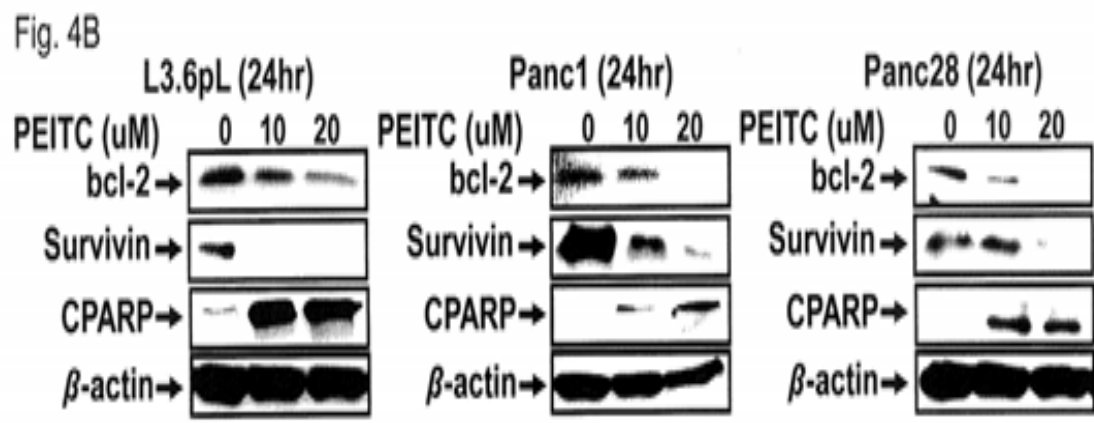 Fig. 4B
L3.6pL (24hr)
PEITC (uM) 0 10 20
bcl-2
Survivin
CPARP
β-actin
Panc1 (24hr)
PEITC (uM) 0 10 20
bcl-2
Survivin
CPARP
β-actin
Panc28 (24hr)
PEITC (uM) 0 10 20
bcl-2
Survivin
CPARP
β-actin